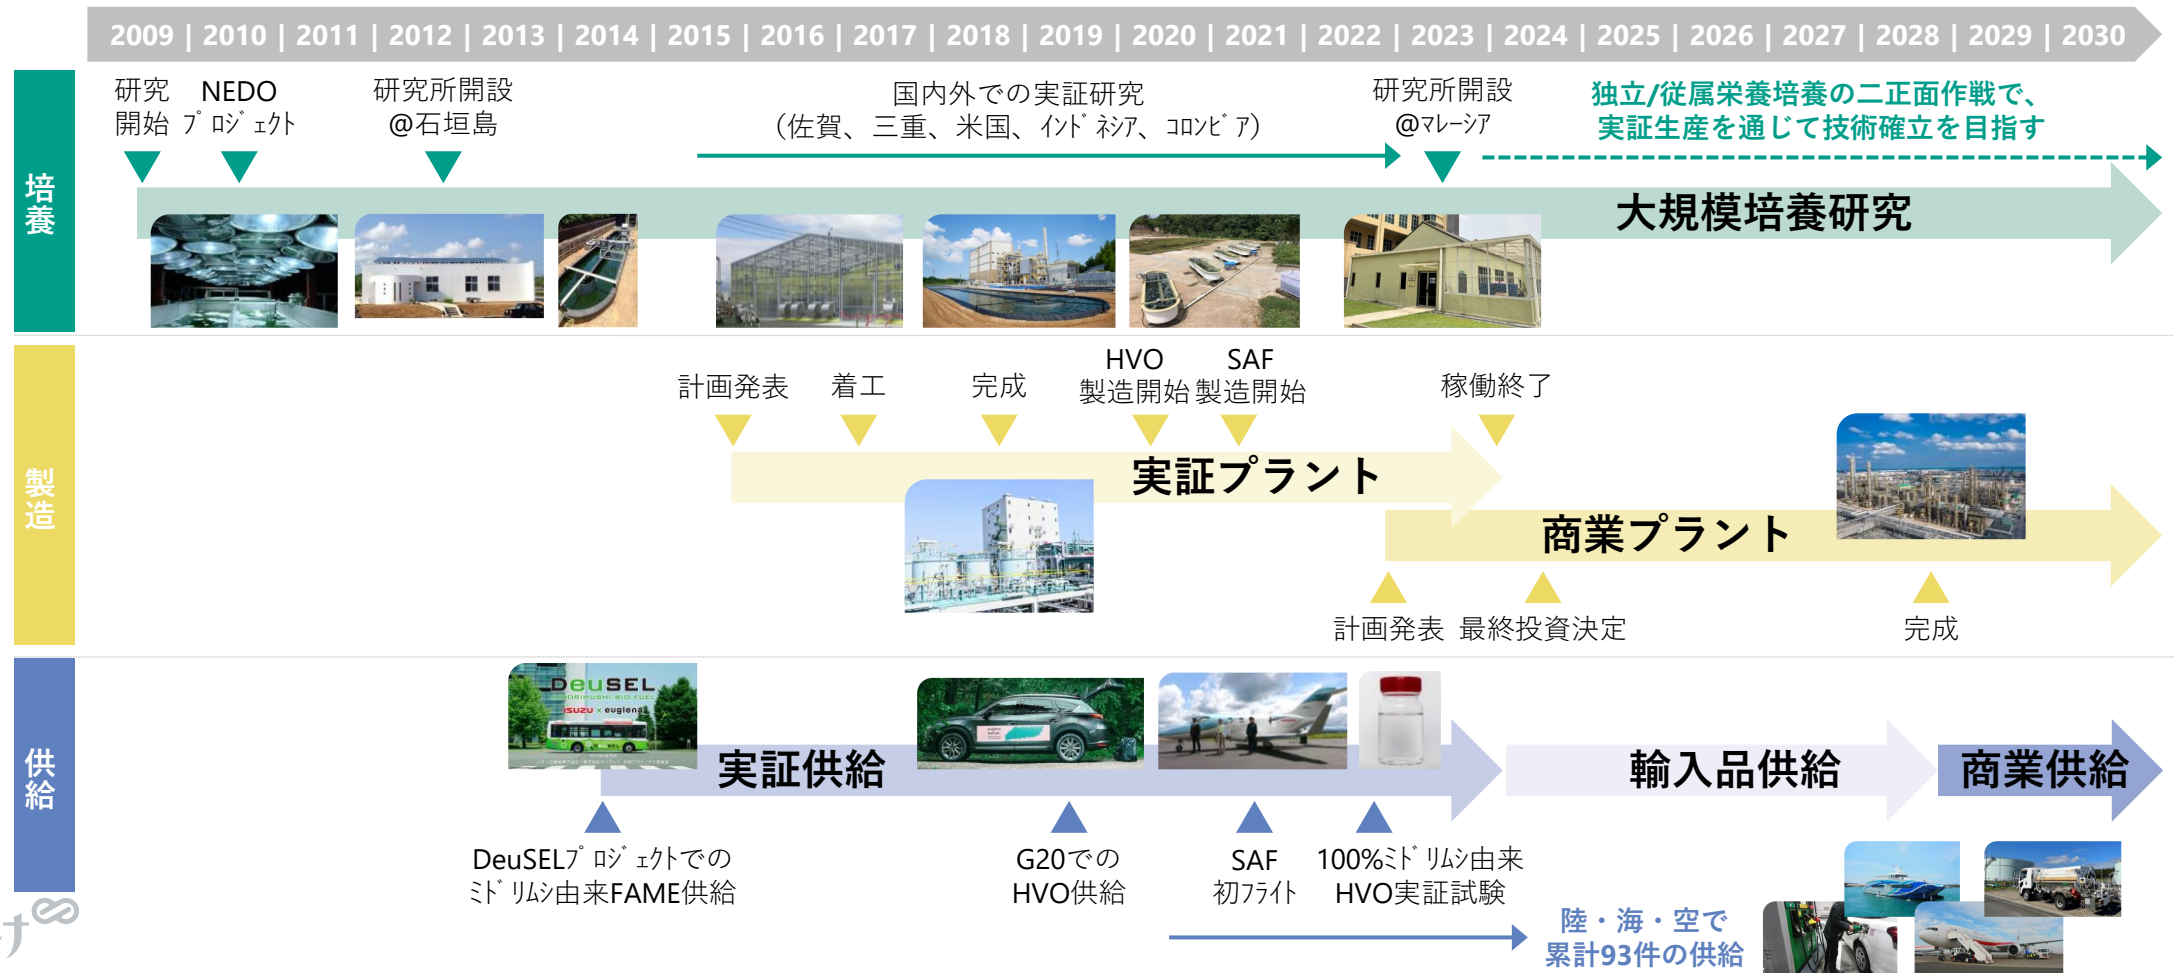 2009 | 2010 | 2011 | 2012 | 2013 | 2014 | 2015 | 2016 | 2017 | 2018 | 2019 | 2020 | 2021 | 2022 | 2023 | 2024 | 2025 | 2026 | 2027 | 2028 | 2029 | 2030
培養
研究
開始
NEDO
ﾌﾟﾛｼﾞｪｸﾄ
研究所開設
@石垣島
国内外での実証研究
（佐賀、三重、米国、ｲﾝﾄﾞﾈｼｱ、ｺﾛﾝﾋﾞｱ）
研究所開設
@ﾏﾚｰｼｱ
独立/従属栄養培養の二正面作戦で、
実証生産を通じて技術確立を目指す
大規模培養研究
製造
計画発表
着工
完成
HVO
製造開始
SAF
製造開始
稼働終了
実証プラント
商業プラント
計画発表
最終投資決定
完成
供給
DeuSEL
ISUZU × euglena
実証供給
輸入品供給
商業供給
DeuSELﾌﾟﾛｼﾞｪｸﾄでの
ﾐﾄﾞﾘﾑｼ由来FAME供給
G20での
HVO供給
SAF
初ﾌﾗｲﾄ
100%ﾐﾄﾞﾘﾑｼ由来
HVO実証試験
陸・海・空で
累計93件の供給